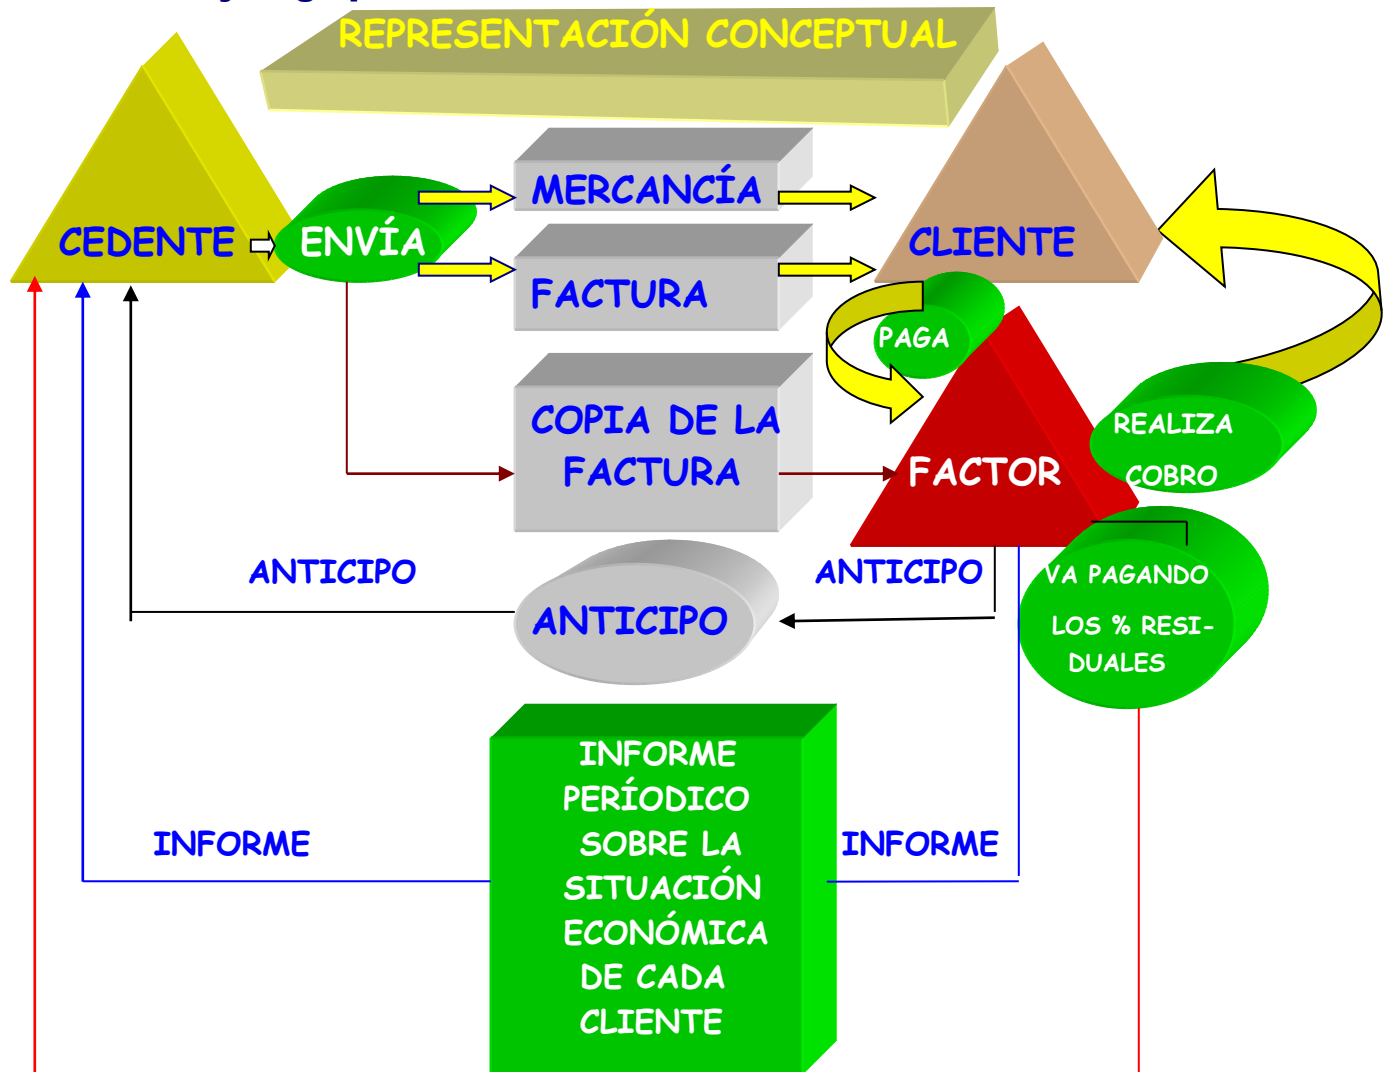 REPRESENTACIÓN CONCEPTUAL
CEDENTE
ENVÍA
MERCANCÍA
FACTURA
CLIENTE
PAGA
COPIA DE LA
FACTURA
FACTOR
REALIZA
COBRO
ANTICIPO
ANTICIPO
ANTICIPO
VA PAGANDO
LOS % RESI-
DUALES
INFORME
PERÍODICO
SOBRE LA
SITUACIÓN
ECONÓMICA
DE CADA
CLIENTE
INFORME
INFORME